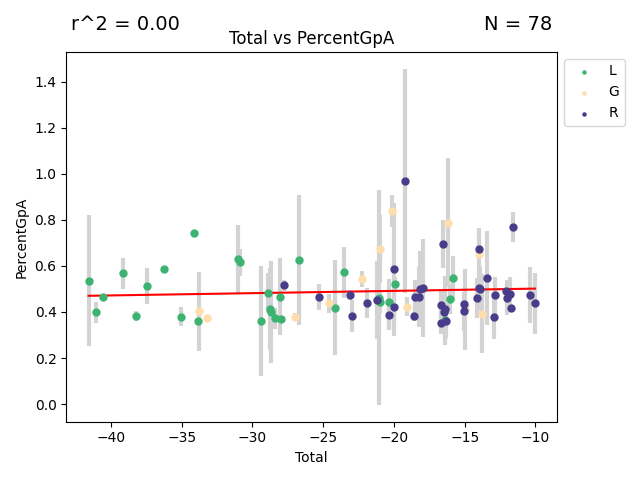 r^2 = 0.00
N = 78
Total vs PercentGpA
L
G
R
PercentGpA
1.4
1.2
1.0
0.8
0.6
0.4
0.2
0.0
−40 −35 −30 −25 −20 −15 −10
Total